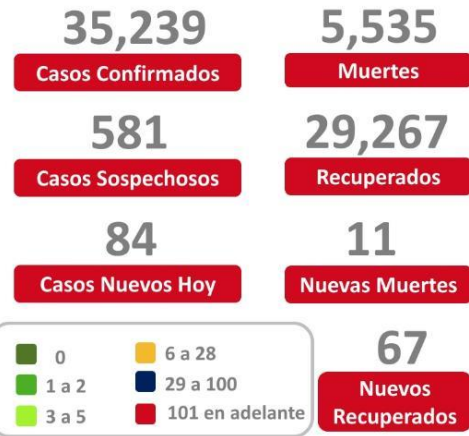 35,239
Casos Confirmados
5,535
Muertes
581
Casos Sospechosos
29,267
Recuperados
84
Casos Nuevos Hoy
11
Nuevas Muertes
0
1 a 2
3 a 5
6 a 28
29 a 100
101 en adelante
67
Nuevos
Recuperados